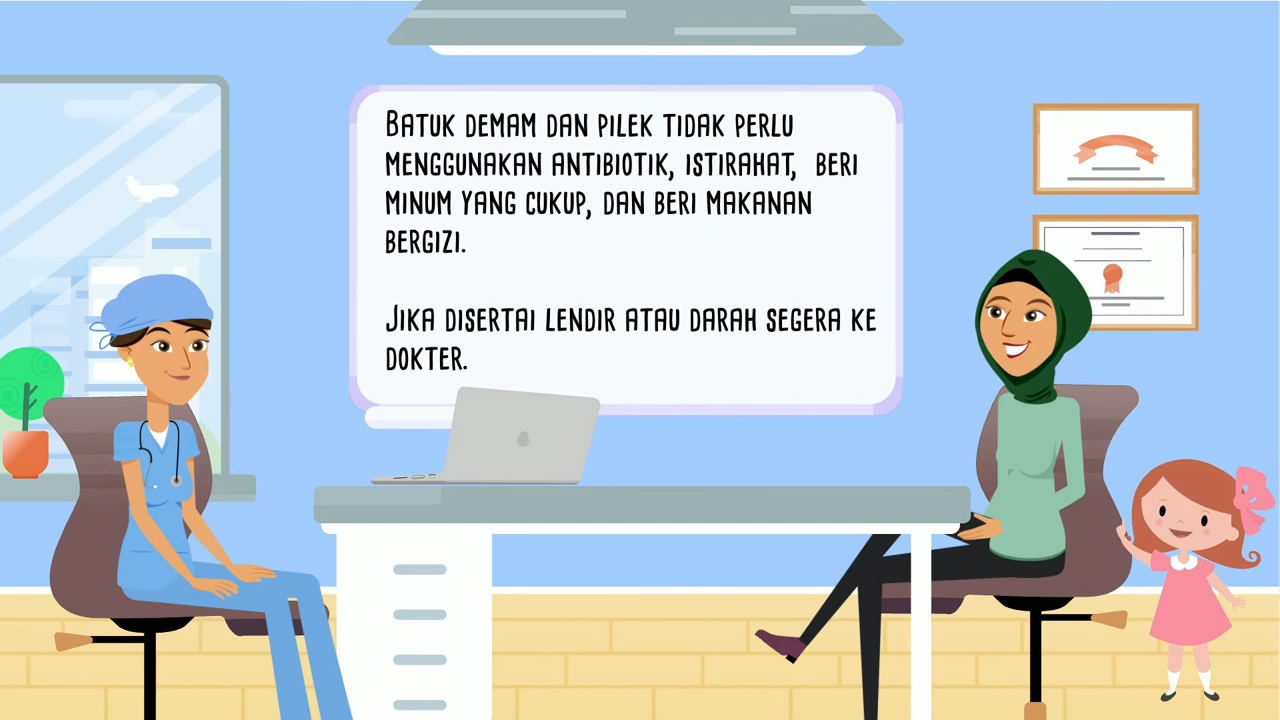 Batuk demam dan pilek tidak perlu
menggunakan antibiotik, istirahat, beri
minum yang cukup, dan beri makanan
bergizi.
Jika disertai lendir atau darah segera ke
dokter.